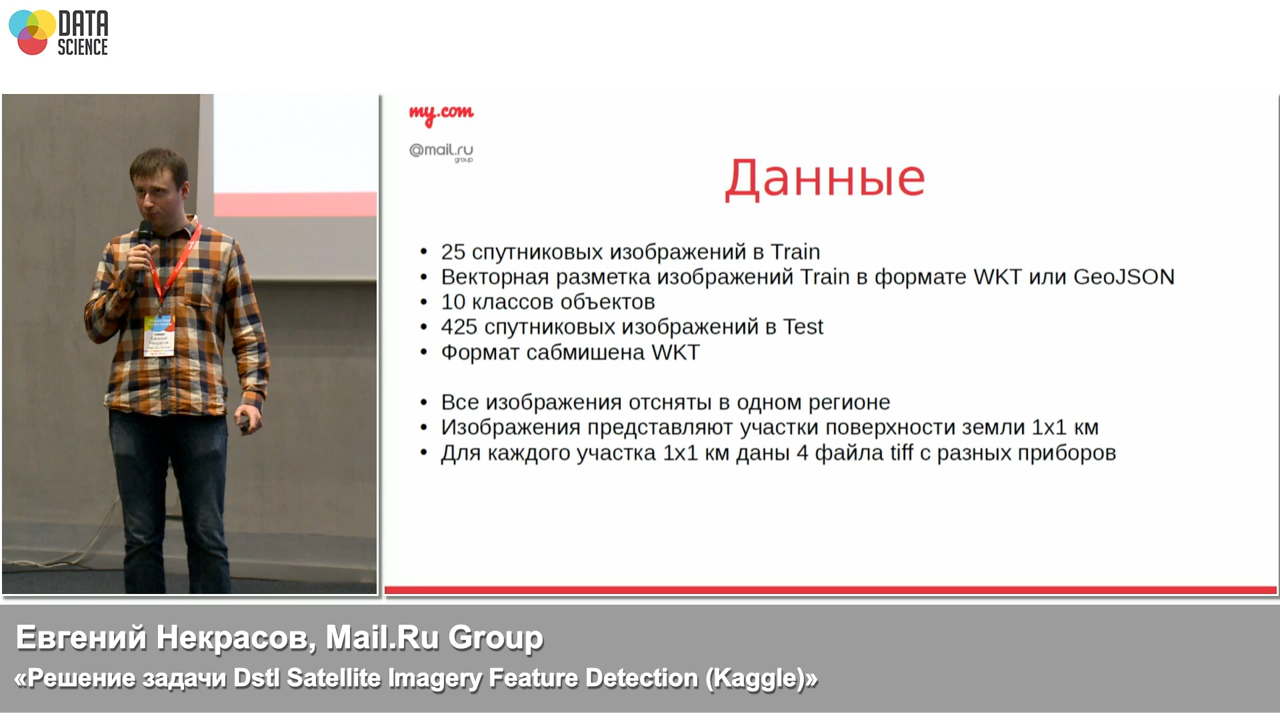 DATA
SCIENCE
my.com
@mail.ru
group
Данные
• 25 спутниковых изображений в Train
• Векторная разметка изображений Train в формате WKT или GeoJSON
• 10 классов объектов
• 425 спутниковых изображений в Test
• Формат сабмишена WKT
• Все изображения отсняты в одном регионе
• Изображения представляют участки поверхности земли 1x1 км
• Для каждого участка 1x1 км даны 4 файла tiff с разных приборов
Евгений Некрасов, Mail.Ru Group
«Решение задачи Dstl Satellite Imagery Feature Detection (Kaggle)»